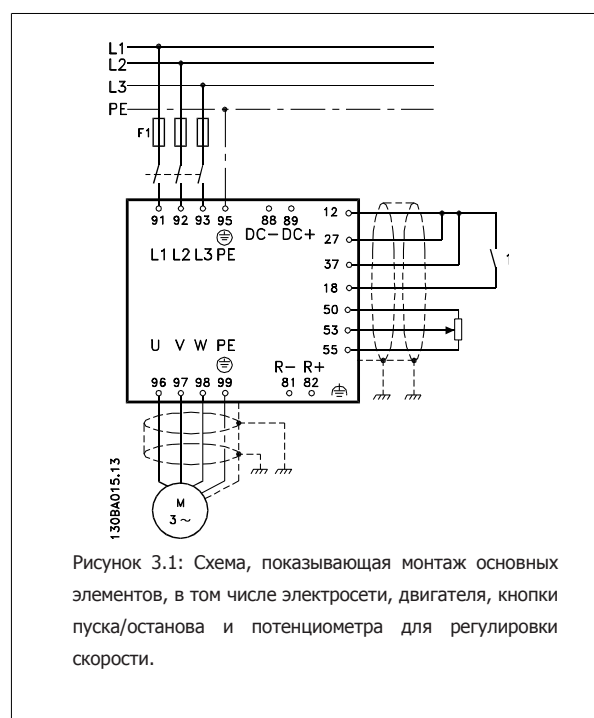 L1
L2
L3
PE
F1
91 92 93 95 88 89
DC- DC+
L1 L2 L3 PE
12
27
37
18
50
53
55
U V W PE
96 97 98 99
R- R+
81 82
M
3 ~
130BA015.13
Рисунок 3.1: Схема, показывающая монтаж основных
элементов, в том числе электросети, двигателя, кнопки
пуска/останова и потенциометра для регулировки
скорости.